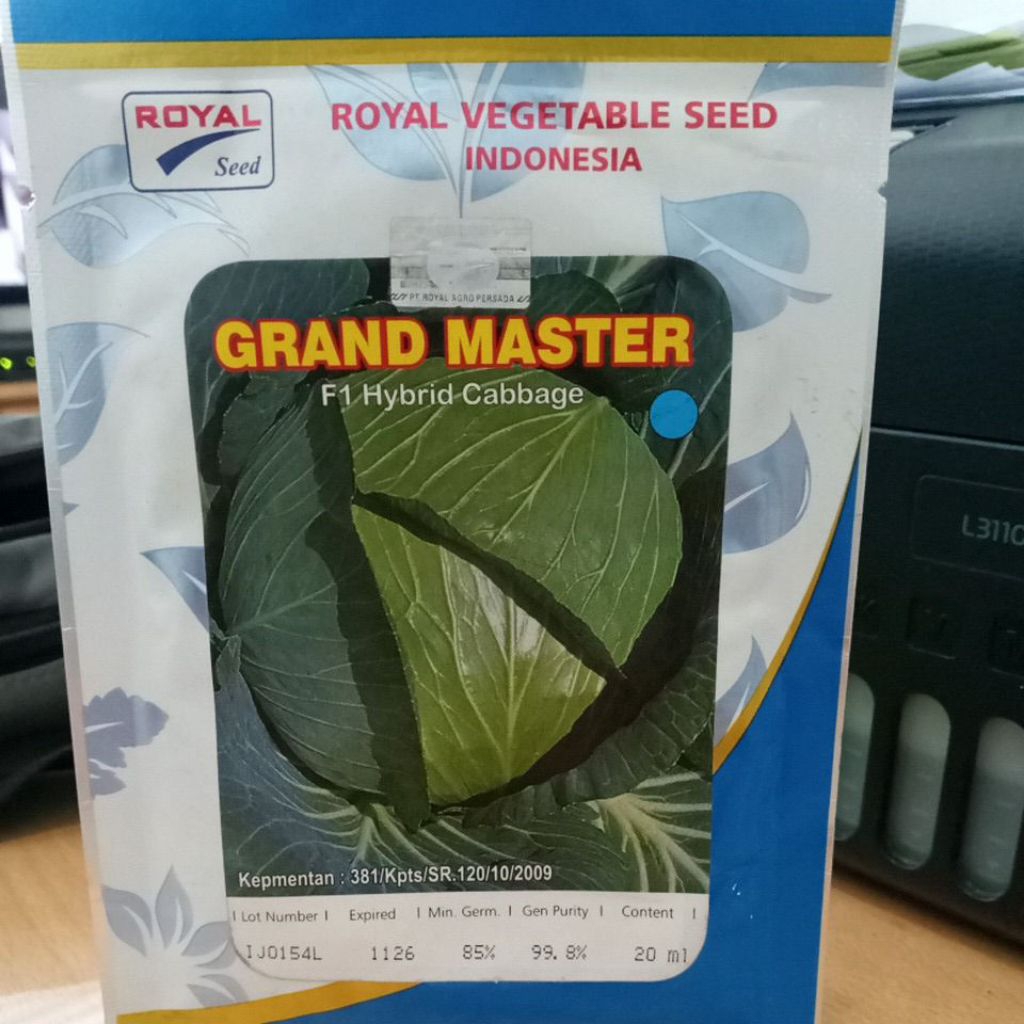 ROYAL
Seed
ROYAL VEGETABLE SEED
INDONESIA
PT ROYAL AGRO PERSADA
GRAND MASTER
F1 Hybrid Cabbage
L3110
Kepmentan : 381/Kpts/SR.120/10/2009
Lot Number Expired Min. Germ. Gen Purity Content
IJ0154L 1126 85% 99.8% 20 ml